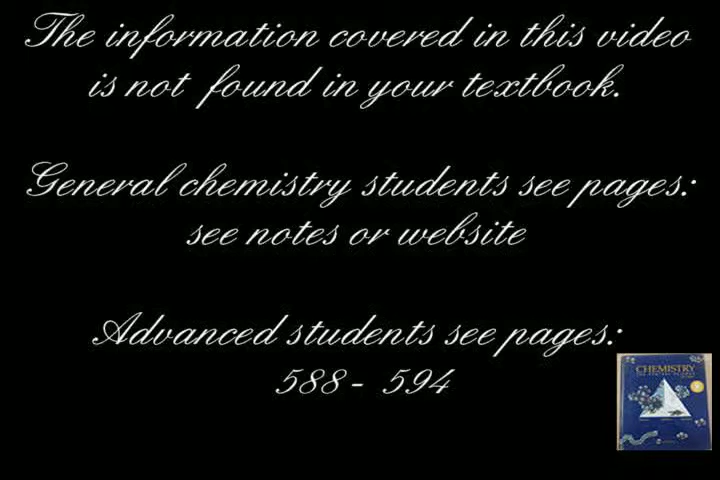 The information covered in this video
is not found in your textbook.
General chemistry students see pages:
see notes or website
Advanced students see pages:
588 - 594
CHEMISTRY